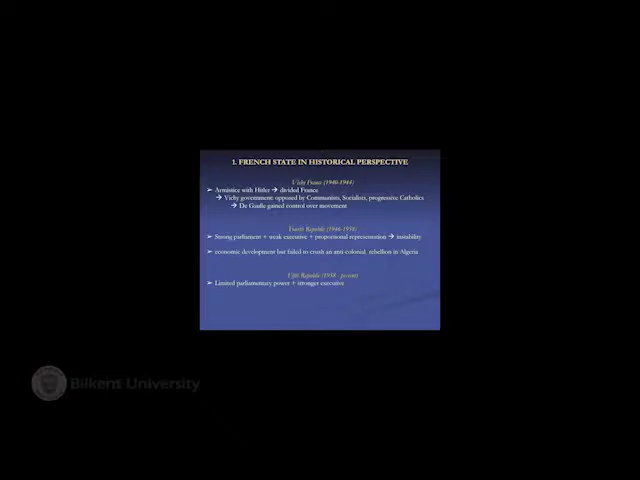 1. FRENCH STATE IN HISTORICAL PERSPECTIVE
Vichy France (1940-1944)
➢ Armistice with Hitler → divided France
→ Vichy government: opposed by Communists, Socialists, progressive Catholics
→ De Gaulle gained control over movement
Fourth Republic (1946-1958)
➢ Strong parliament + weak executive + proportional representation → instability
➢ economic development but failed to crush an anti-colonial, rebellion in Algeria
Fifth Republic (1958 - present)
➢ Limited parliamentary power + stronger executive
Bilkent University